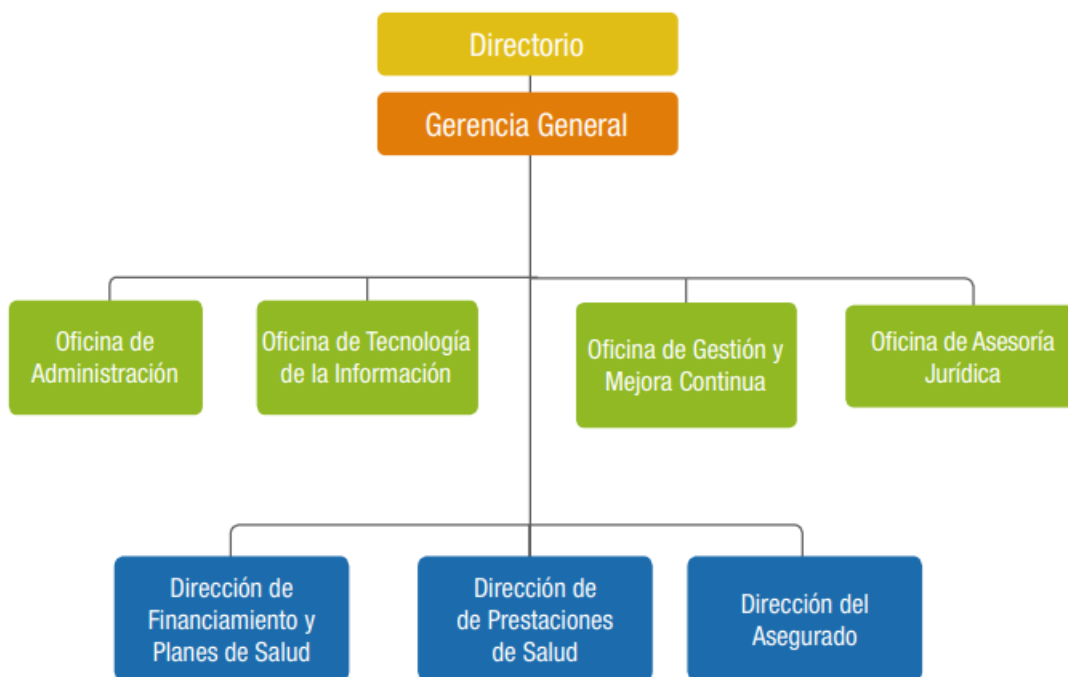 Directorio
Gerencia General
Oficina de
Administración
Oficina de Tecnología
de la Información
Oficina de Gestión y
Mejora Continua
Oficina de Asesoría
Jurídica
Dirección de
Financiamiento y
Planes de Salud
Dirección de
de Prestaciones
de Salud
Dirección del
Asegurado